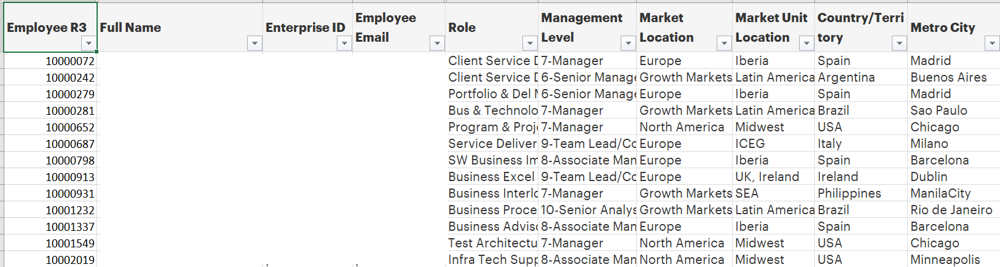 Employee R3 Full Name Enterprise ID Employee Email Role Management Level Market Location Market Unit Location Country/Territory Metro City
10000072 Client Service D 7-Manager Europe Iberia Spain Madrid
10000242 Client Service D 6-Senior Manage Growth Markets Latin America Argentina Buenos Aires
10000279 Portfolio & Del M 6-Senior Manage Europe Iberia Spain Madrid
10000281 Bus & Technolo 7-Manager Growth Markets Latin America Brazil Sao Paulo
10000652 Program & Proj 7-Manager North America Midwest USA Chicago
10000687 Service Deliver 9-Team Lead/Co Europe ICEG Italy Milano
10000798 SW Business Im 8-Associate Man Europe Iberia Spain Barcelona
10000913 Business Excel 9-Team Lead/Co Europe UK, Ireland Ireland Dublin
10000931 Business Interlo 7-Manager Growth Markets SEA Philippines ManilaCity
10001232 Business Proce 10-Senior Analys Growth Markets Latin America Brazil Rio de Janeiro
10001337 Business Adviso 8-Associate Man Europe Iberia Spain Barcelona
10001549 Test Architectu 7-Manager North America Midwest USA Chicago
10002019 Infra Tech Supp 8-Associate Man North America Midwest USA Minneapolis